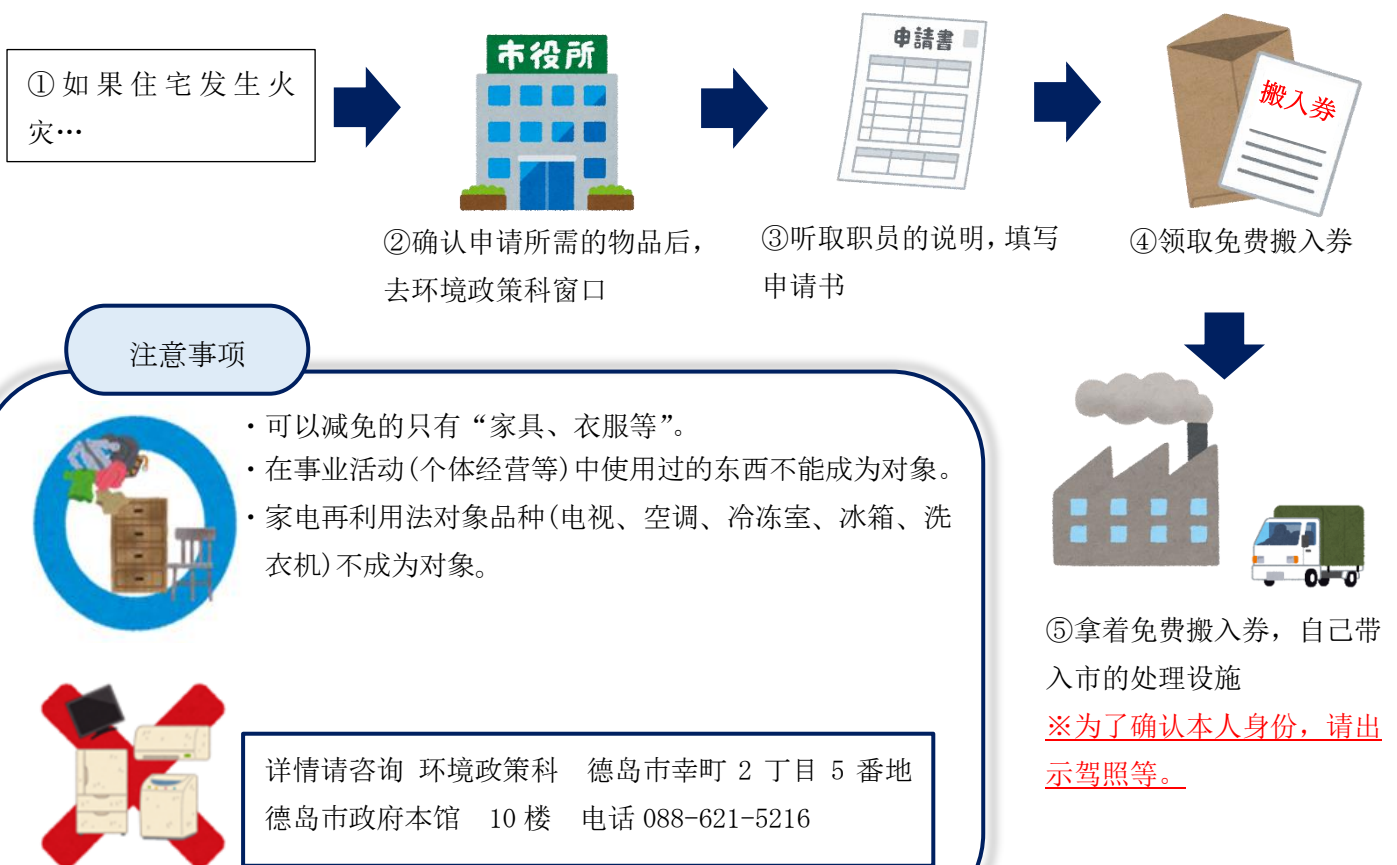 ①如果住宅发生火
灾…
市役所
②确认申请所需的物品后，
去环境政策科窗口
申請書
③听取职员的说明，填写
申请书
搬入券
④领取免费搬入券
注意事项
・可以减免的只有“家具、衣服等”。
・在事业活动(个体经营等)中使用过的东西不能成为对象。
・家电再利用法对象品种(电视、空调、冷冻室、冰箱、洗
衣机)不成为对象。
⑤拿着免费搬入券，自己带
入市的处理设施
※为了确认本人身份，请出
示驾照等。
详情请咨询 环境政策科　德岛市幸町 2 丁目 5 番地
德岛市政府本馆　10 楼　电话 088-621-5216